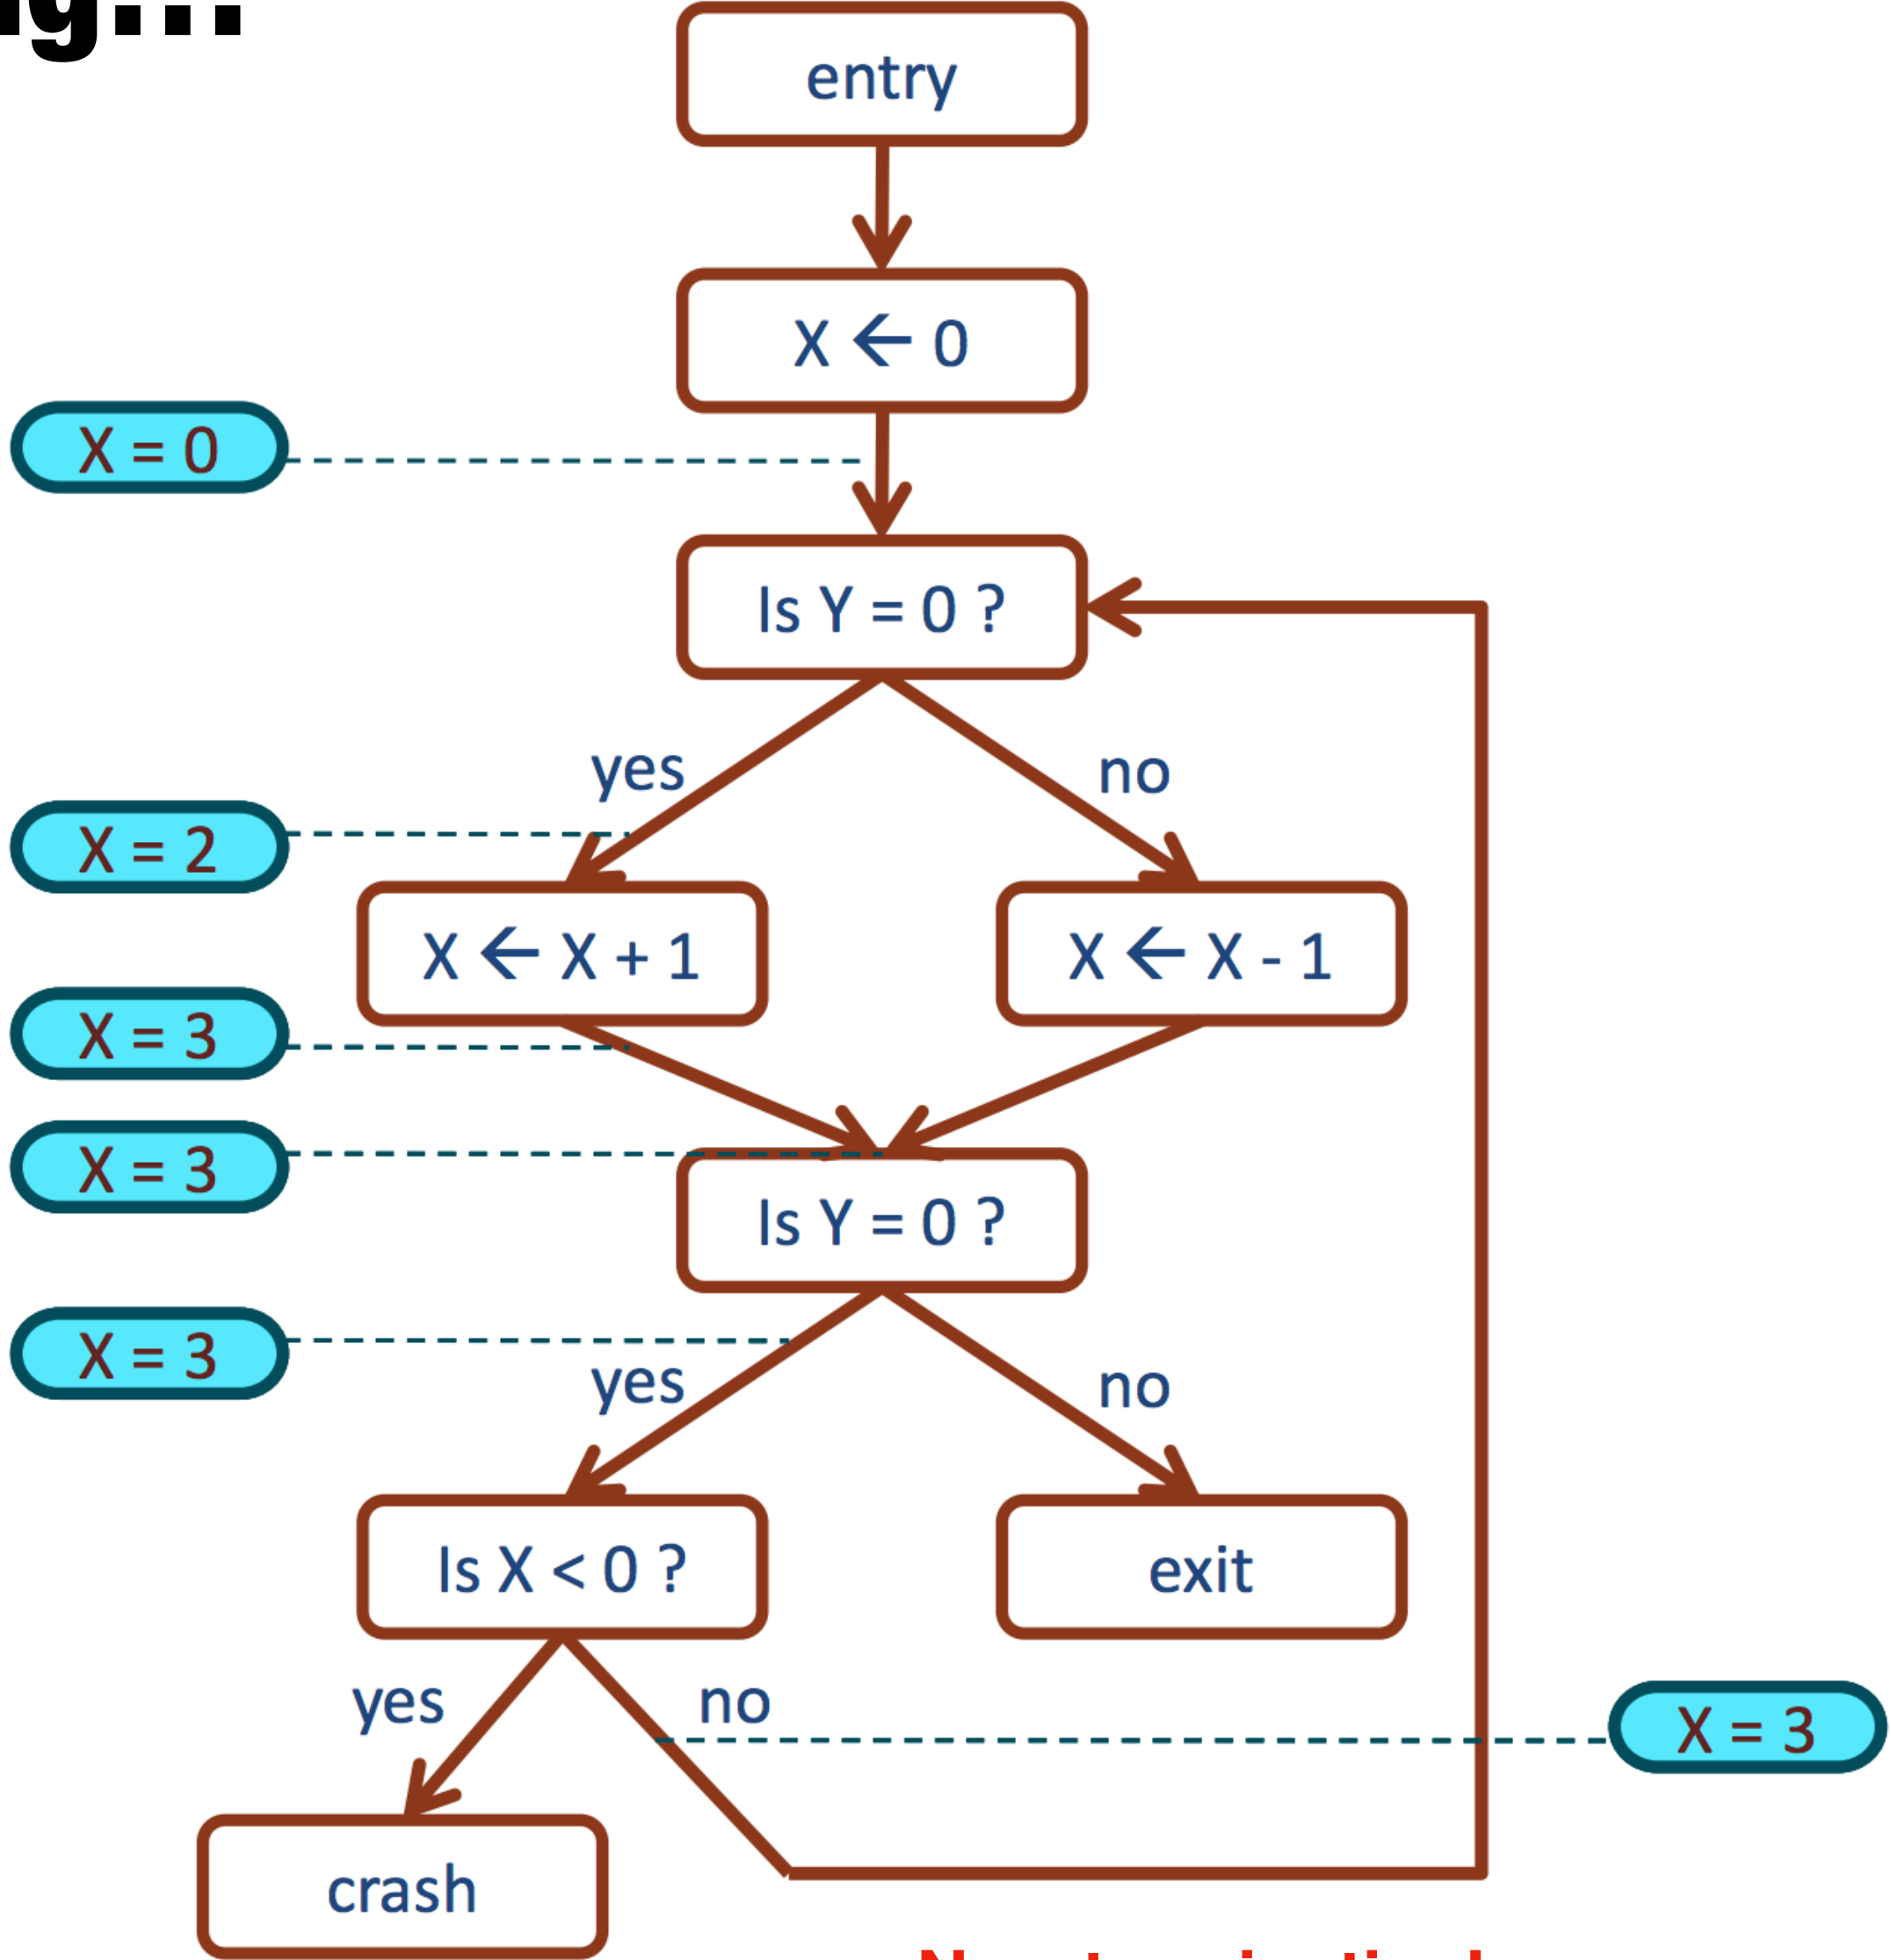 entry
X ← 0
X = 0
Is Y = 0 ?
yes
no
X = 2
X ← X + 1
X ← X - 1
X = 3
X = 3
Is Y = 0 ?
X = 3
yes
no
Is X < 0 ?
exit
yes
no
X = 3
crash